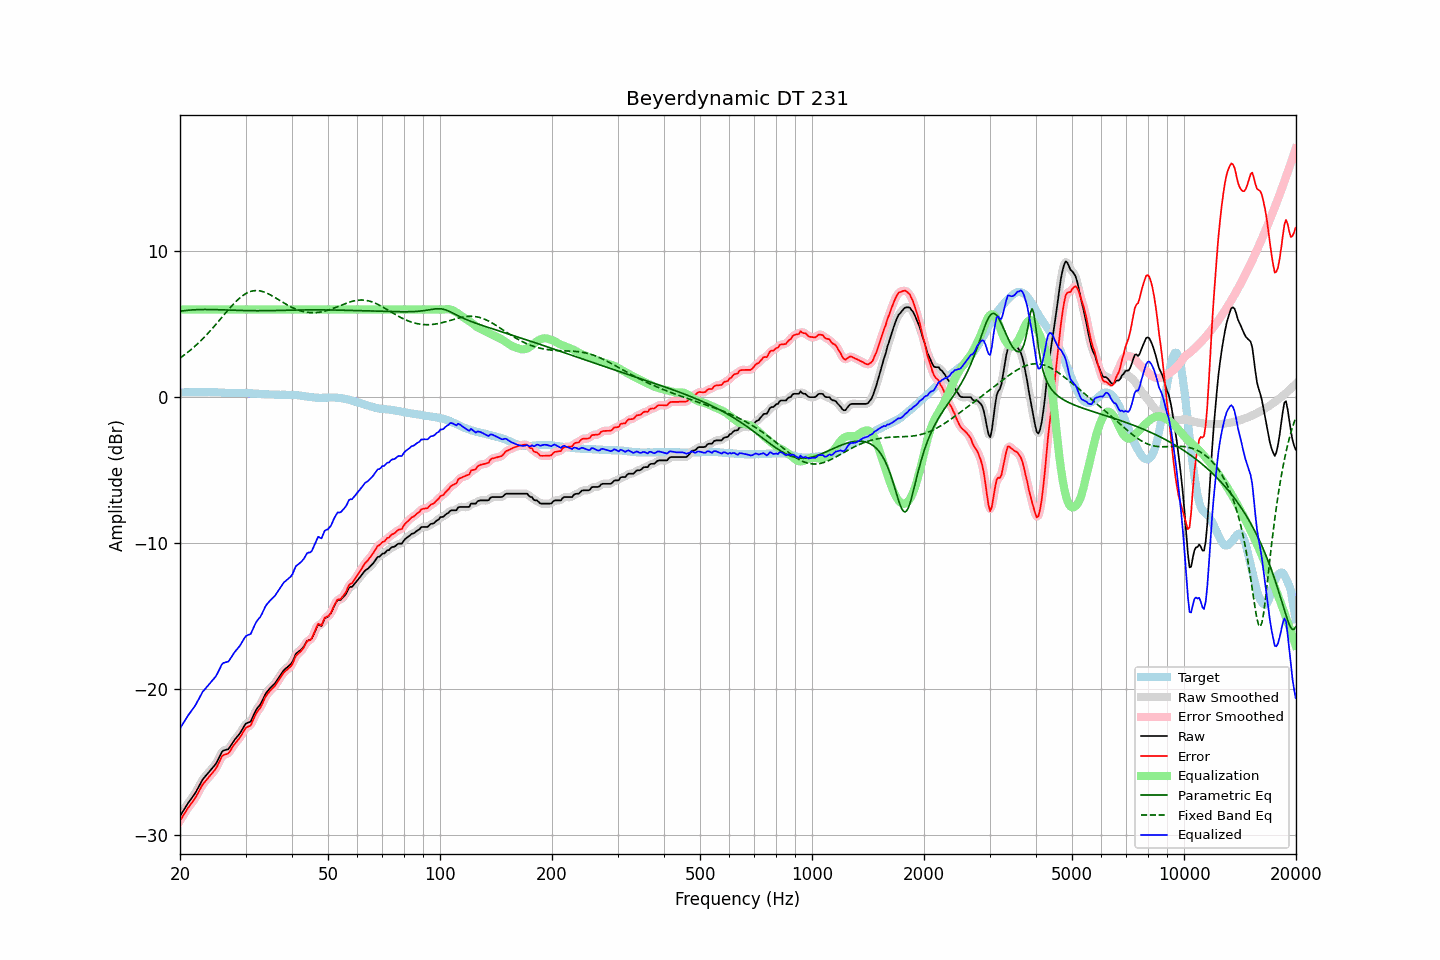 Beyerdynamic DT 231
Amplitude (dBr)
10
0
−10
−20
−30
20
50
100
200
500
1000
2000
5000
10000
20000
Frequency (Hz)
Target
Raw Smoothed
Error Smoothed
Raw
Error
Equalization
Parametric Eq
Fixed Band Eq
Equalized